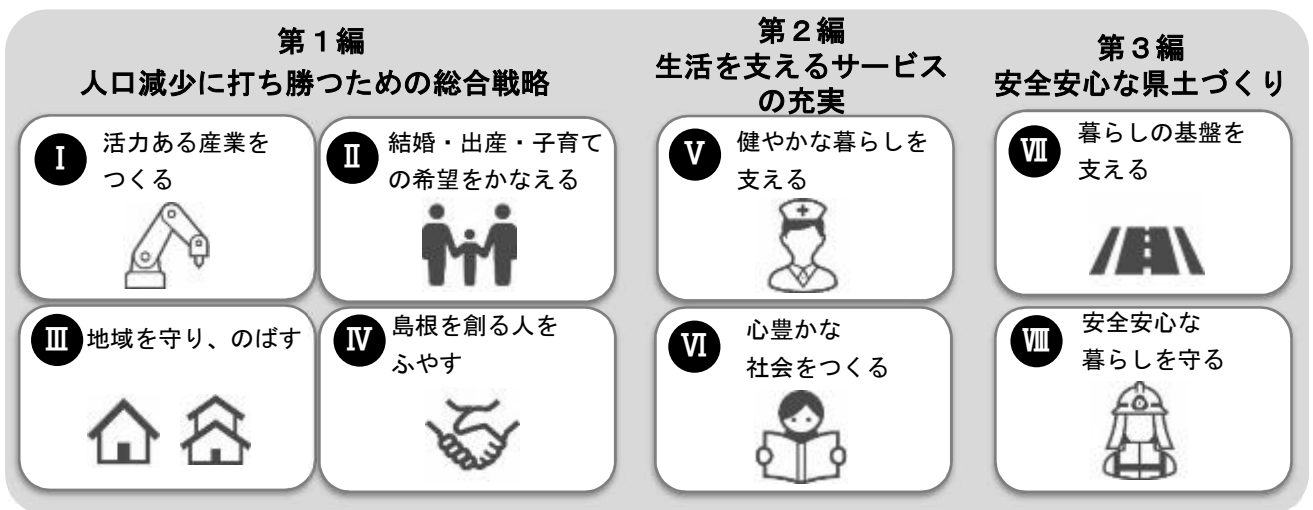 第１編
人口減少に打ち勝つための総合戦略
Ⅰ
活力ある産業を
つくる
Ⅱ
結婚・出産・子育て
の希望をかなえる
Ⅲ
地域を守り、のばす
Ⅳ
島根を創る人を
ふやす
第２編
生活を支えるサービス
の充実
Ⅴ
健やかな暮らしを
支える
Ⅵ
心豊かな
社会をつくる
第３編
安全安心な県土づくり
Ⅶ
暮らしの基盤を
支える
Ⅷ
安全安心な
暮らしを守る